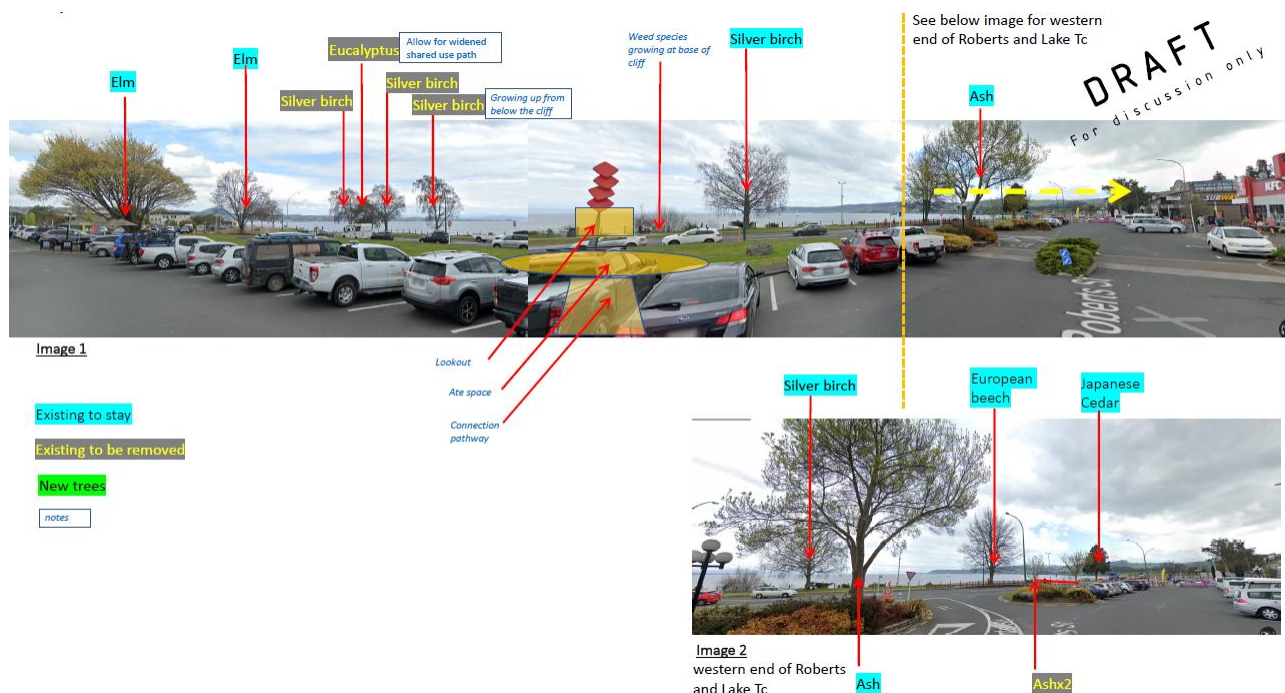 See below image for western
end of Roberts and Lake Tc
DRAFT
For discussion only
Elm
Elm
Eucalyptus
Allow for widened
shared use path
Silver birch
Silver birch
Silver birch
Growing up from
below the cliff
Weed species
growing at base of
cliff
Silver birch
Ash
KFC
SUBWAY
Roberts St
Image 1
Lookout
Ate space
Connection
pathway
Existing to stay
Existing to be removed
New trees
notes
Silver birch
European
beech
Japanese
Cedar
Image 2
western end of Roberts
and Lake Tc
Ash
Ashx2